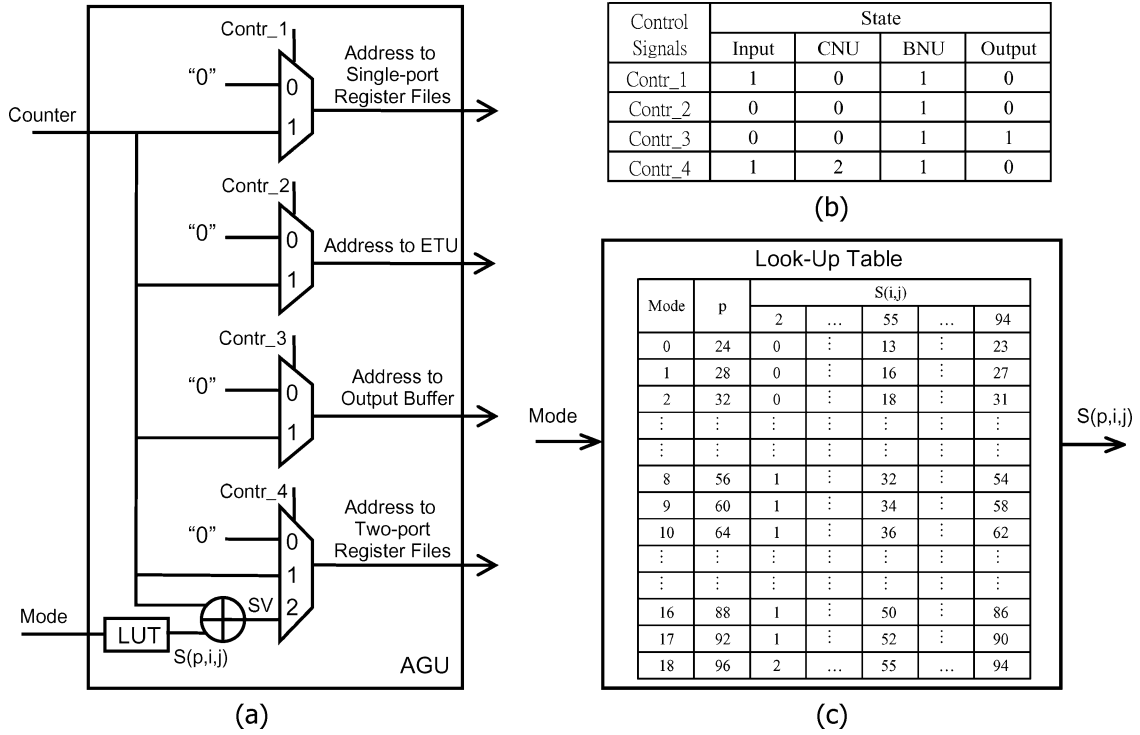 Contr_1
Address to
Single-port
Register Files
“0”
0
Counter
1
Contr_2
“0”
0
Address to ETU
1
Contr_3
“0”
0
Address to
Output Buffer
1
Contr_4
“0”
0
Address to
Two-port
Register Files
1
Mode
SV
2
LUT
S(p,i,j)
AGU
(a)
Control Signals State
Input CNU BNU Output
Contr_1 1 0 1 0
Contr_2 0 0 1 0
Contr_3 0 0 1 1
Contr_4 1 2 1 0
(b)
Look-Up Table
Mode p S(i,j)
2 ... 55 ... 94
0 24 0 ⋮ 13 ⋮ 23
1 28 0 ⋮ 16 ⋮ 27
2 32 0 ⋮ 18 ⋮ 31
⋮ ⋮ ⋮ ⋮ ⋮ ⋮ ⋮
⋮ ⋮ ⋮ ⋮ ⋮ ⋮ ⋮
8 56 1 ⋮ 32 ⋮ 54
9 60 1 ⋮ 34 ⋮ 58
10 64 1 ⋮ 36 ⋮ 62
⋮ ⋮ ⋮ ⋮ ⋮ ⋮ ⋮
⋮ ⋮ ⋮ ⋮ ⋮ ⋮ ⋮
16 88 1 ⋮ 50 ⋮ 86
17 92 1 ⋮ 52 ⋮ 90
18 96 2 ... 55 ... 94
Mode
S(p,i,j)
(c)